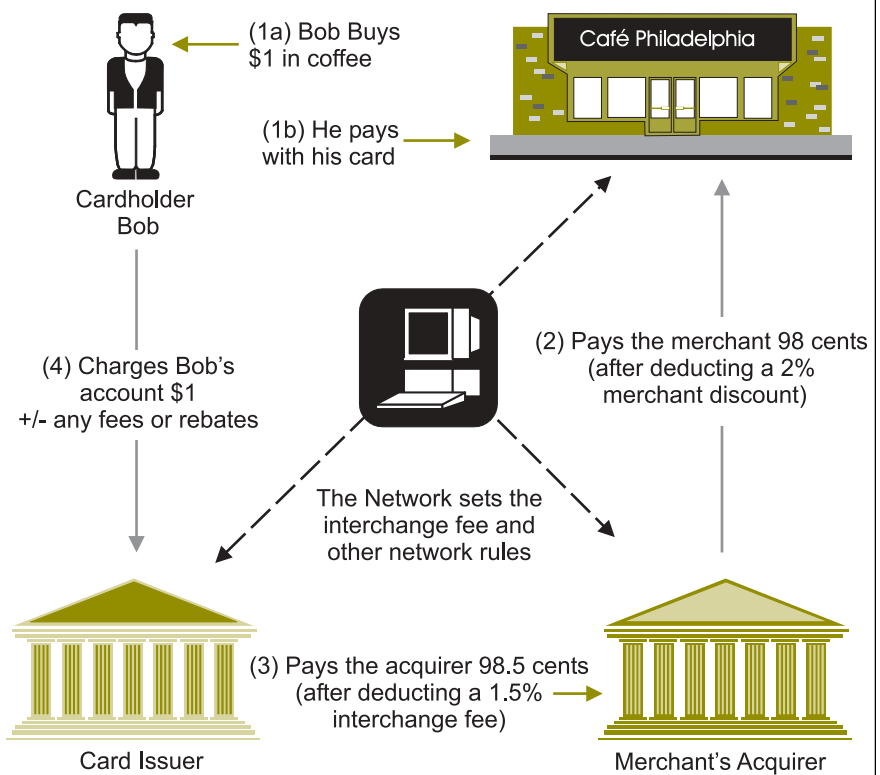 (1a) Bob Buys
$1 in coffee
Café Philadelphia
(1b) He pays
with his card
Cardholder
Bob
(2) Pays the merchant 98 cents
(after deducting a 2%
merchant discount)
(4) Charges Bob's
account $1
+/- any fees or rebates
The Network sets the
interchange fee and
other network rules
(3) Pays the acquirer 98.5 cents
(after deducting a 1.5%
interchange fee)
Card Issuer
Merchant's Acquirer